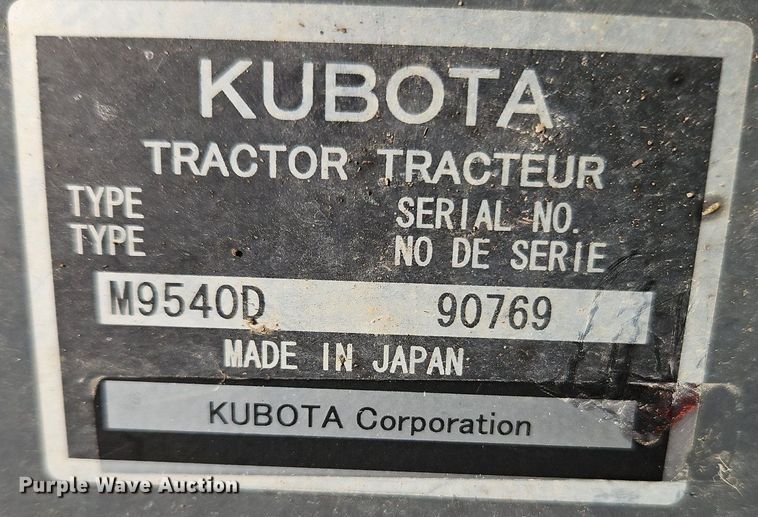 KUBOTA
TRACTOR TRACTEUR
TYPE SERIAL NO.
TYPE NO DE SERIE
M9540D 90769
MADE IN JAPAN
KUBOTA Corporation
Purple Wave Auction